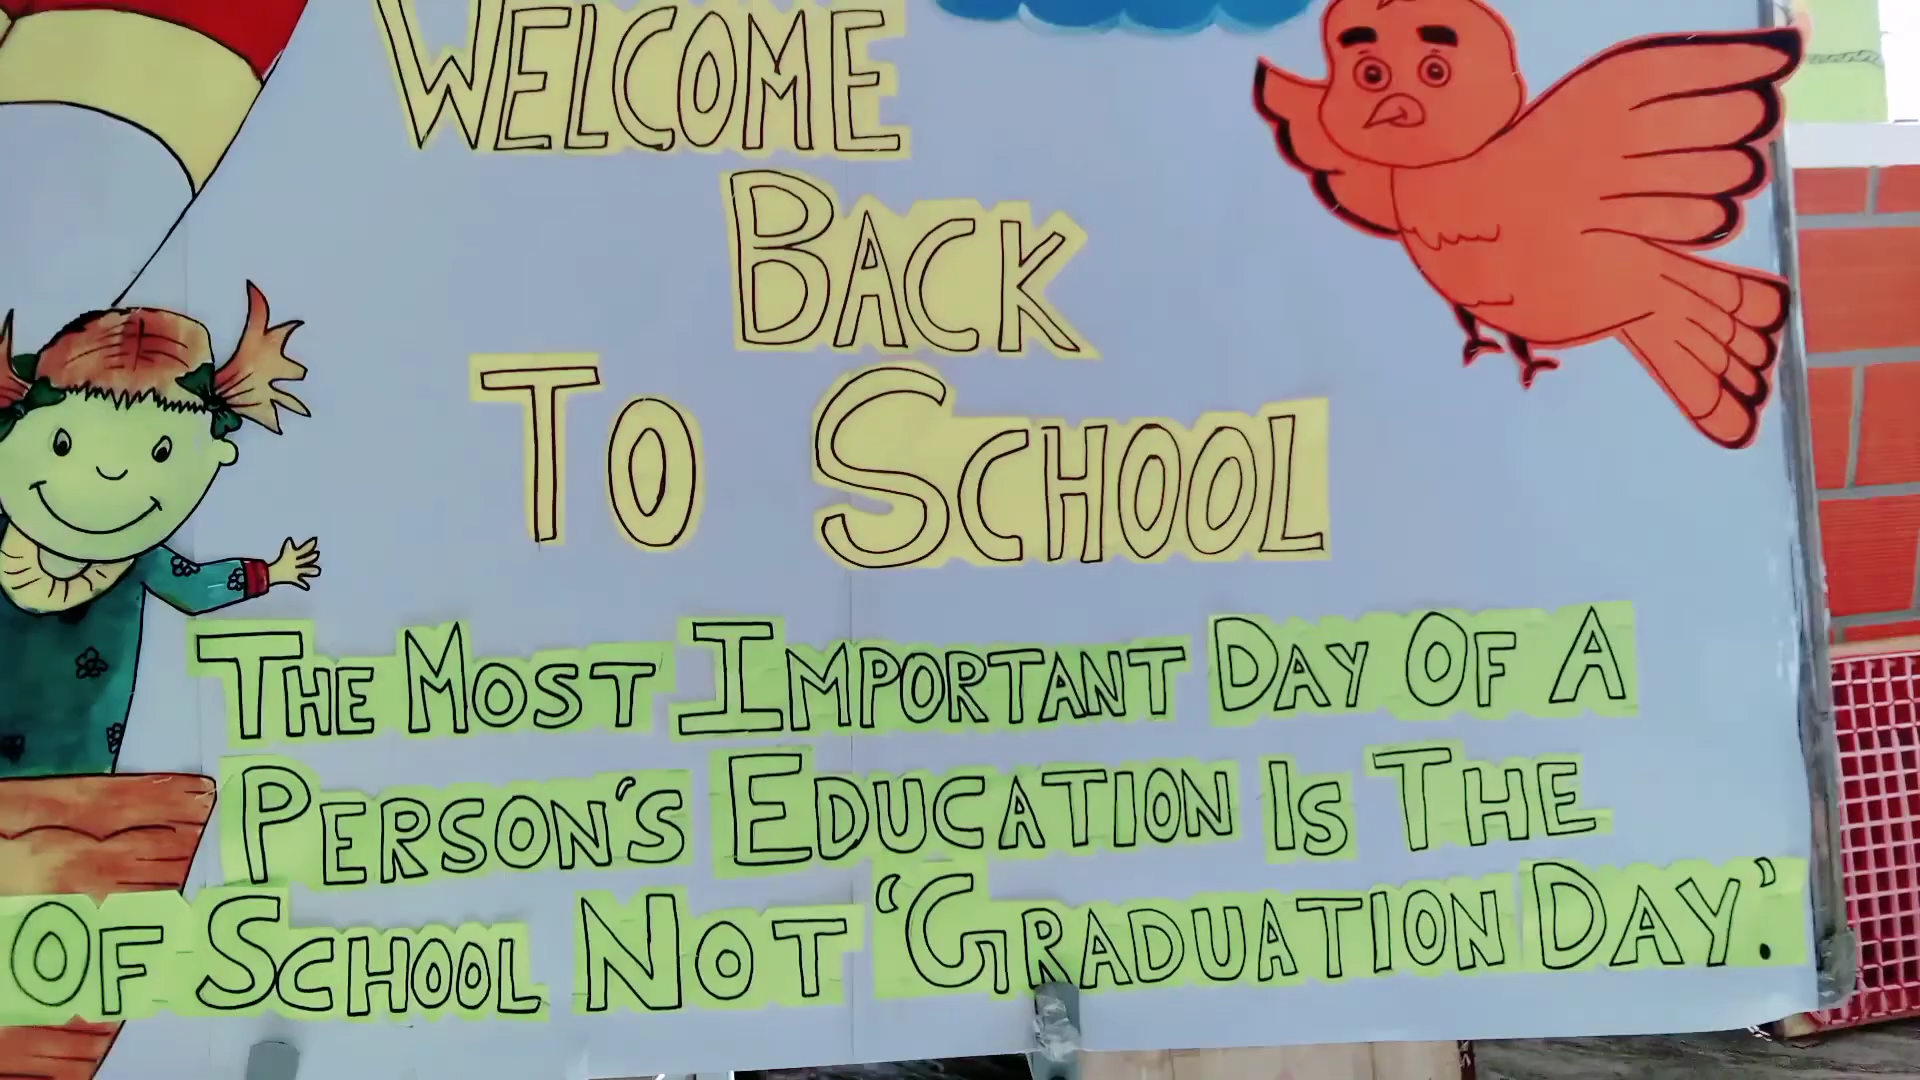 Welcome
Back
To School
The Most Important Day Of A
Person's Education Is The
Of School Not 'Graduation Day'.